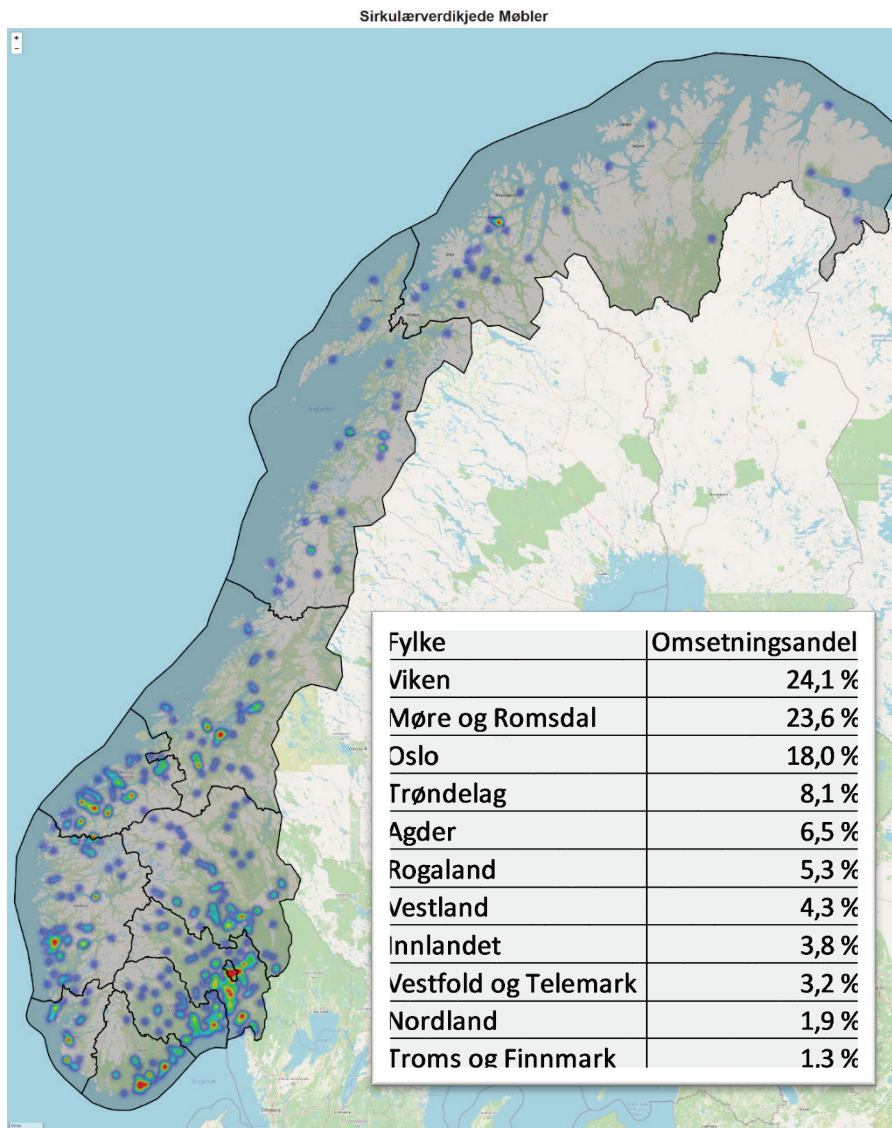 Sirkulærverdikjede Møbler
+
−
Fylke Omsetningsandel
Viken 24,1 %
Møre og Romsdal 23,6 %
Oslo 18,0 %
Trøndelag 8,1 %
Agder 6,5 %
Rogaland 5,3 %
Vestland 4,3 %
Innlandet 3,8 %
Vestfold og Telemark 3,2 %
Nordland 1,9 %
Troms og Finnmark 1,3 %